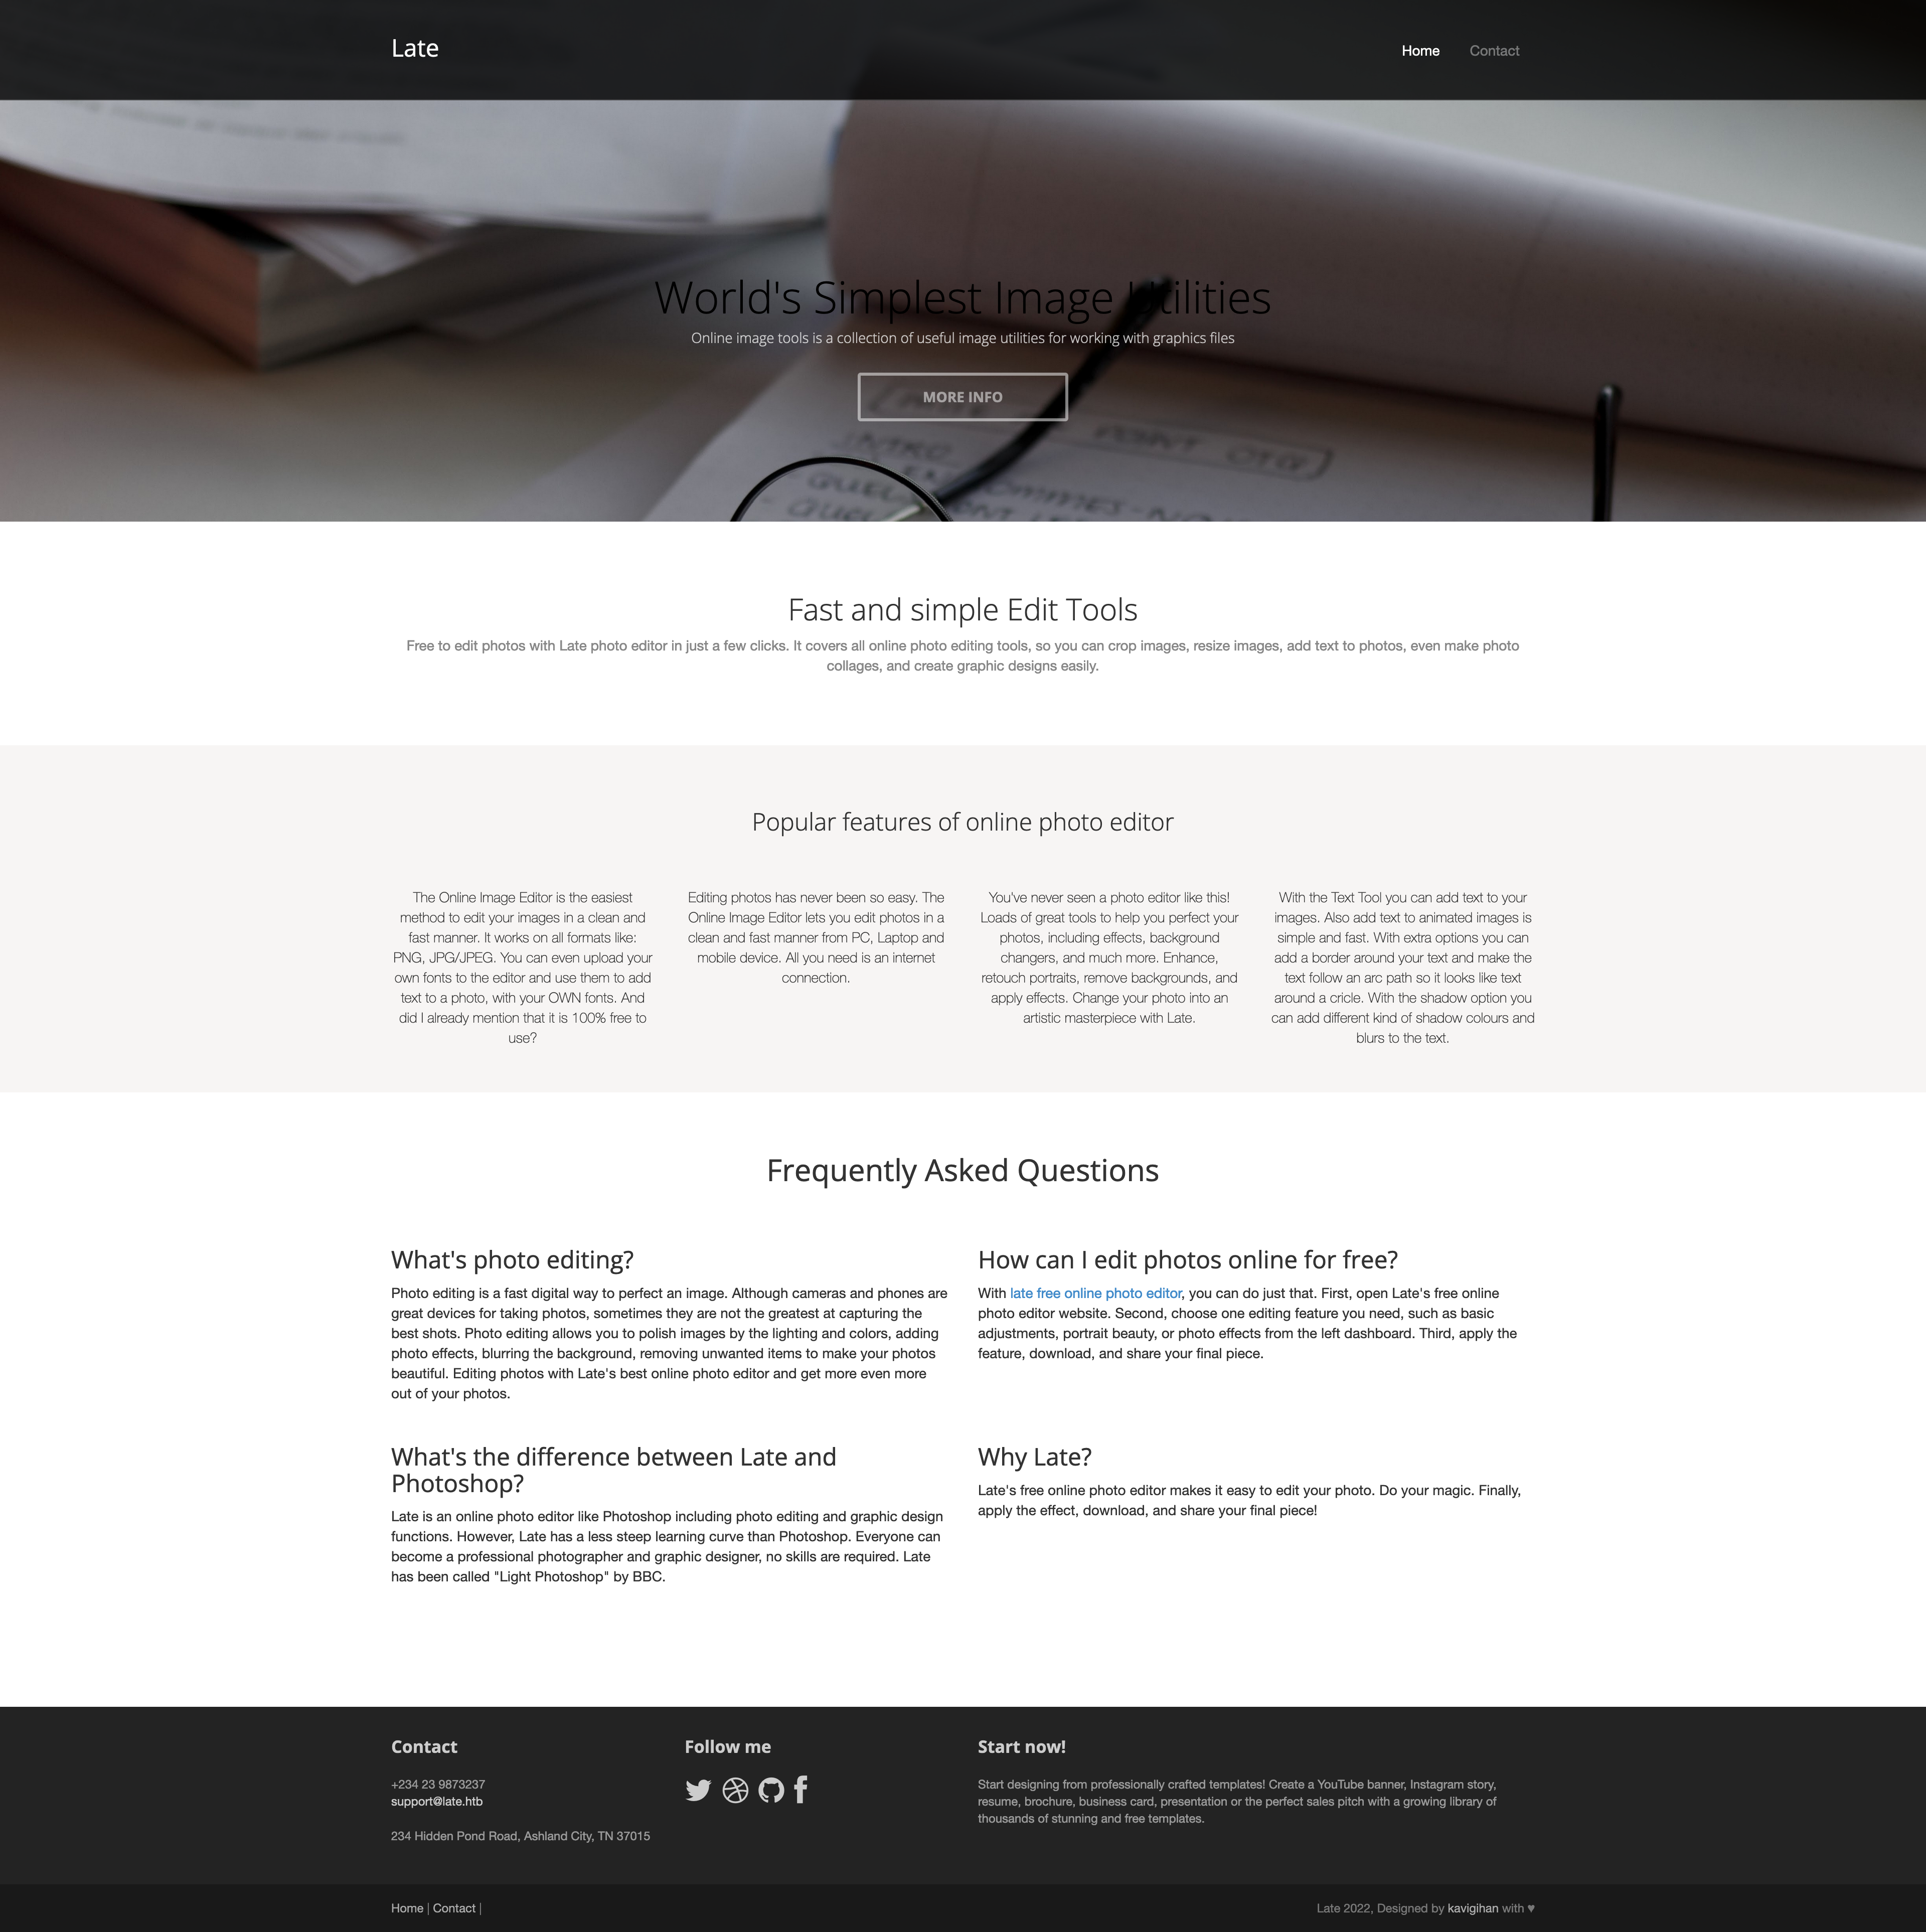 Late
Home Contact
World's Simplest Image Utilities
Online image tools is a collection of useful image utilities for working with graphics files
MORE INFO
INTRO
POINT
Fast and simple Edit Tools
Free to edit photos with Late photo editor in just a few clicks. It covers all online photo editing tools, so you can crop images, resize images, add text to photos, even make photo
collages, and create graphic designs easily.
Popular features of online photo editor
The Online Image Editor is the easiest
method to edit your images in a clean and
fast manner. It works on all formats like:
PNG, JPG/JPEG. You can even upload your
own fonts to the editor and use them to add
text to a photo, with your OWN fonts. And
did I already mention that it is 100% free to
use?
Editing photos has never been so easy. The
Online Image Editor lets you edit photos in a
clean and fast manner from PC, Laptop and
mobile device. All you need is an internet
connection.
You've never seen a photo editor like this!
Loads of great tools to help you perfect your
photos, including effects, background
changers, and much more. Enhance,
retouch portraits, remove backgrounds, and
apply effects. Change your photo into an
artistic masterpiece with Late.
With the Text Tool you can add text to your
images. Also add text to animated images is
simple and fast. With extra options you can
add a border around your text and make the
text follow an arc path so it looks like text
around a cricle. With the shadow option you
can add different kind of shadow colours and
blurs to the text.
Frequently Asked Questions
What's photo editing?
Photo editing is a fast digital way to perfect an image. Although cameras and phones are
great devices for taking photos, sometimes they are not the greatest at capturing the
best shots. Photo editing allows you to polish images by the lighting and colors, adding
photo effects, blurring the background, removing unwanted items to make your photos
beautiful. Editing photos with Late's best online photo editor and get more even more
out of your photos.
How can I edit photos online for free?
With late free online photo editor, you can do just that. First, open Late's free online
photo editor website. Second, choose one editing feature you need, such as basic
adjustments, portrait beauty, or photo effects from the left dashboard. Third, apply the
feature, download, and share your final piece.
What's the difference between Late and
Photoshop?
Late is an online photo editor like Photoshop including photo editing and graphic design
functions. However, Late has a less steep learning curve than Photoshop. Everyone can
become a professional photographer and graphic designer, no skills are required. Late
has been called "Light Photoshop" by BBC.
Why Late?
Late's free online photo editor makes it easy to edit your photo. Do your magic. Finally,
apply the effect, download, and share your final piece!
Contact
+234 23 9873237
support@late.htb
234 Hidden Pond Road, Ashland City, TN 37015
Follow me
Start now!
Start designing from professionally crafted templates! Create a YouTube banner, Instagram story,
resume, brochure, business card, presentation or the perfect sales pitch with a growing library of
thousands of stunning and free templates.
Home | Contact |
Late 2022, Designed by kavigihan with ♥